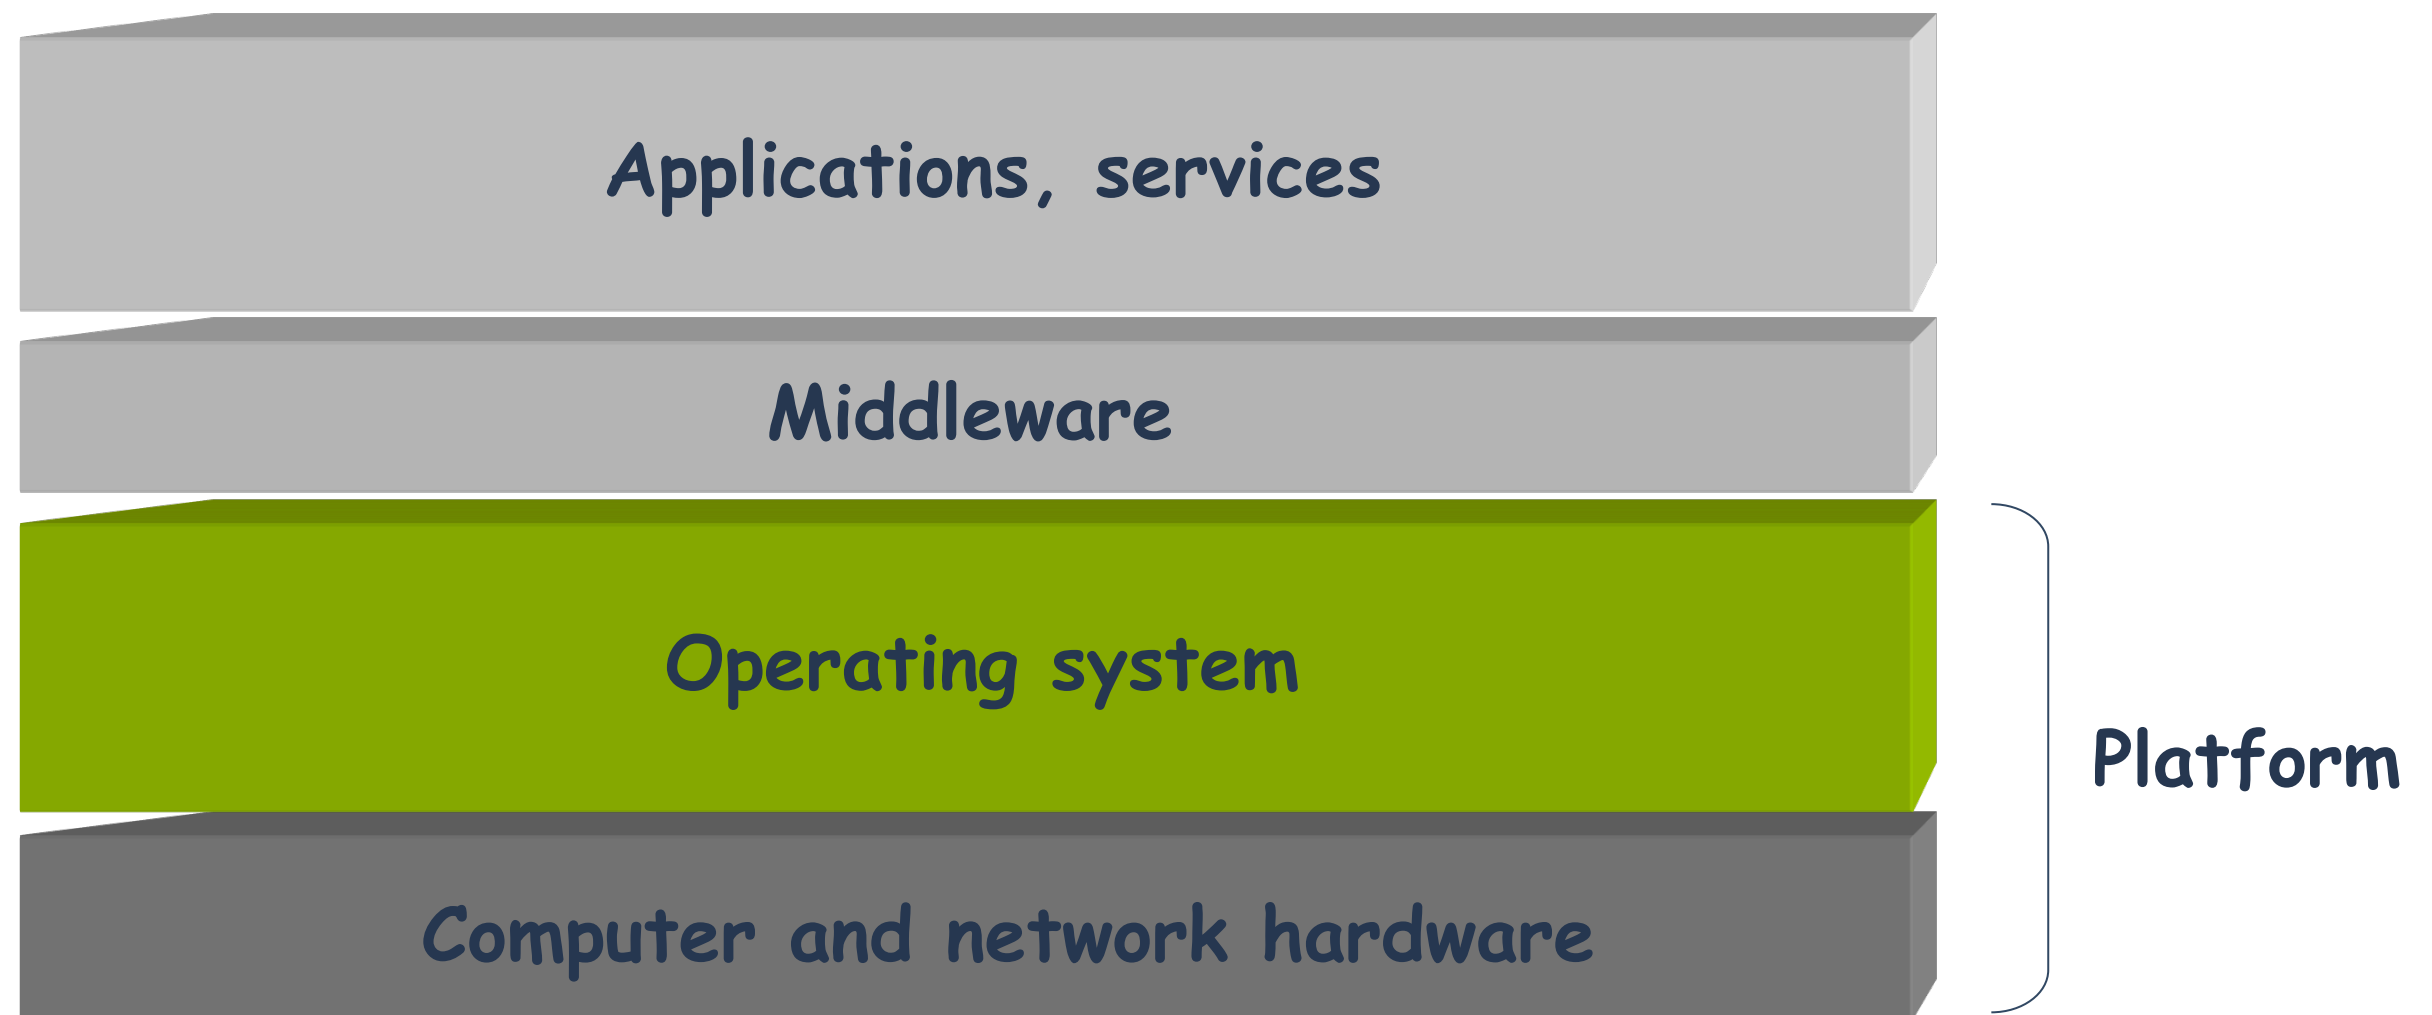 Applications, services
Middleware
Operating system
Platform
Computer and network hardware